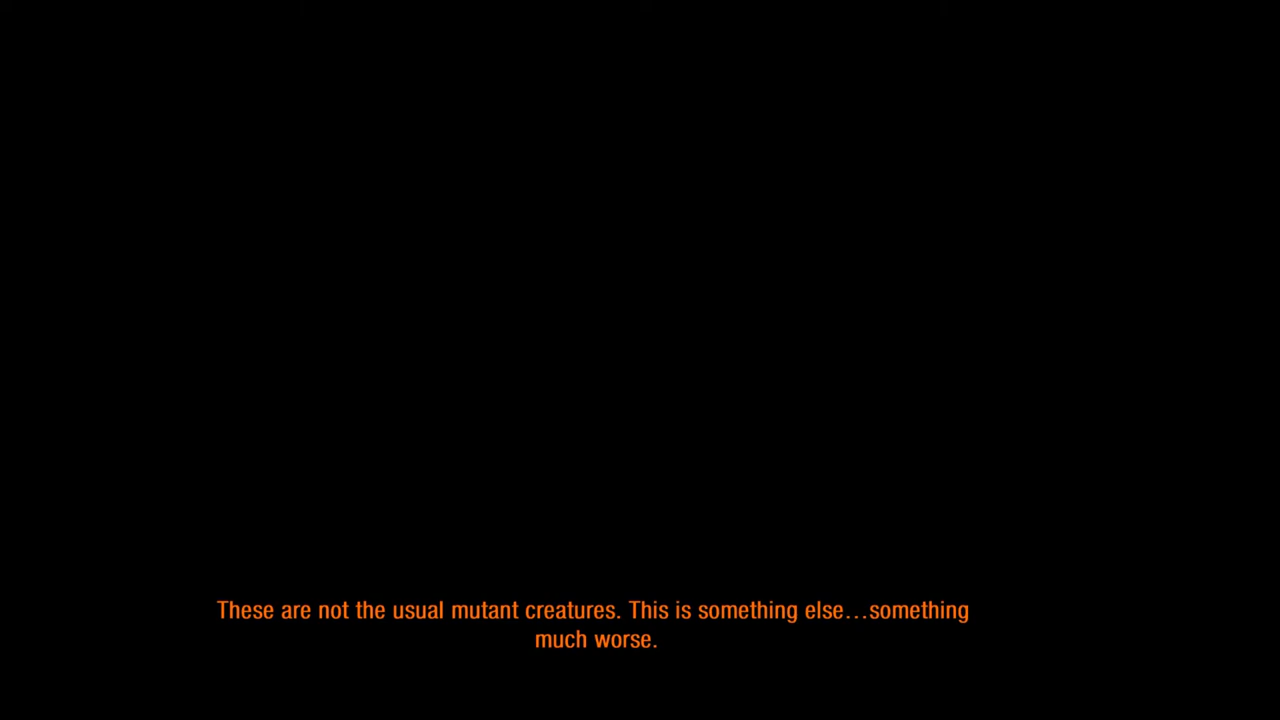 These are not the usual mutant creatures. This is something else…something
much worse.